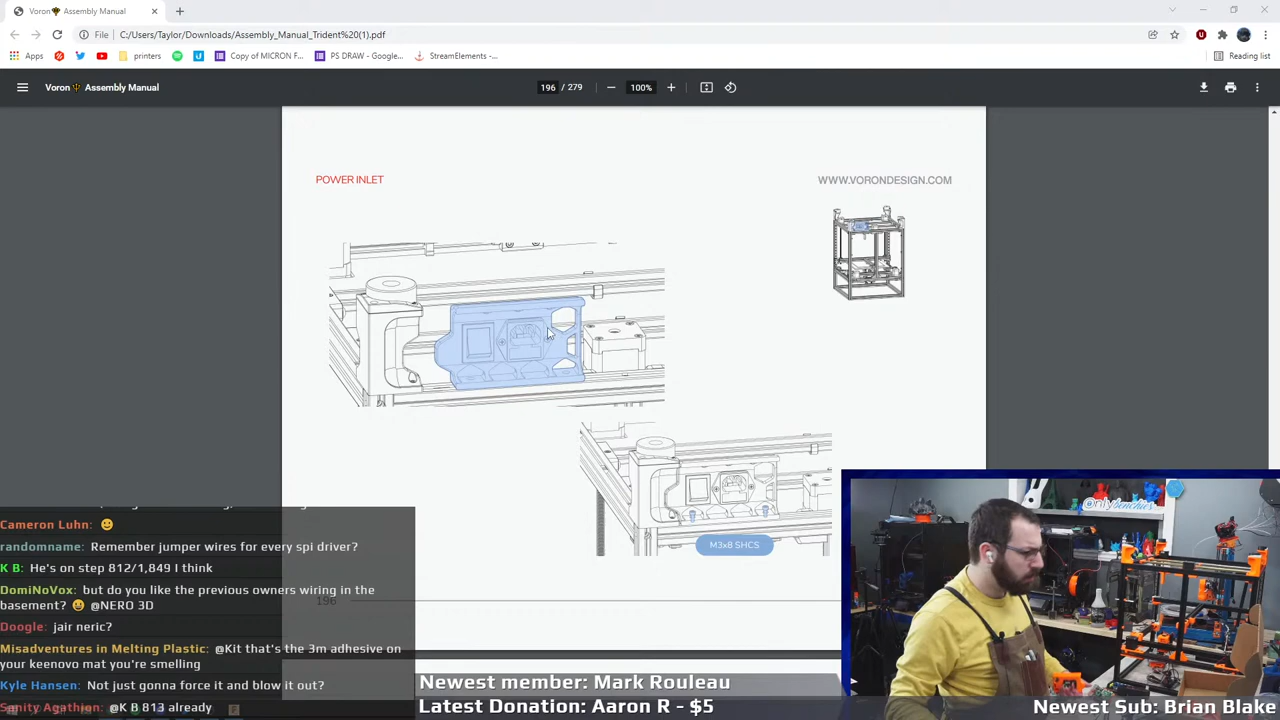 Voron Assembly Manual
File C:/Users/Taylor/Downloads/Assembly_Manual_Trident%20(1).pdf
Apps printers Copy of MICRON F... PS DRAW - Google... StreamElements -... Reading list
Voron Assembly Manual 196 / 279 100%
POWER INLET
WWW.VORONDESIGN.COM
M3x8 SHCS
196
Cameron Luhn:
randomname: Remember jumper wires for every spi driver?
K B: He's on step 812/1,849 I think
DomiNoVox: but do you like the previous owners wiring in the
basement? @NERO 3D
Doogle: jair neric?
Misadventures in Melting Plastic: @Kit that's the 3m adhesive on
your keenovo mat you're smelling
Kyle Hansen: Not just gonna force it and blow it out?
Sanity Agathion: @K B 813 already
@onlybenchies
Newest member: Mark Rouleau
Latest Donation: Aaron R - $5
Newest Sub: Brian Blake